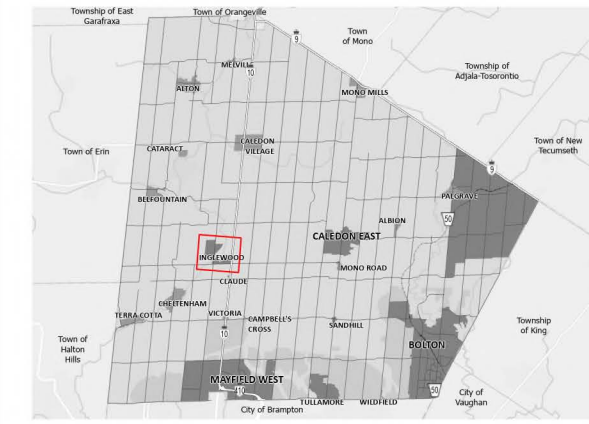 Township of East
Garafraxa
Town of Orangeville
9
Town
of Mono
MELVILLE
10
Township of
Adjala-Tosorontio
ALTON
MONO MILLS
Town of New
Tecumseth
Town of Erin
CATARACT
CALEDON
VILLAGE
9
BELFOUNTAIN
PALGRAVE
50
ALBION
CALEDON EAST
INGLEWOOD
MONO ROAD
CLAUDE
CHELTENHAM
TERRA COTTA
VICTORIA
CAMPBELL'S
CROSS
SANDHILL
Township
of King
10
Town of
Halton
Hills
BOLTON
MAYFIELD WEST
10
50
City of
Vaughan
TULLAMORE
WILDFIELD
City of Brampton